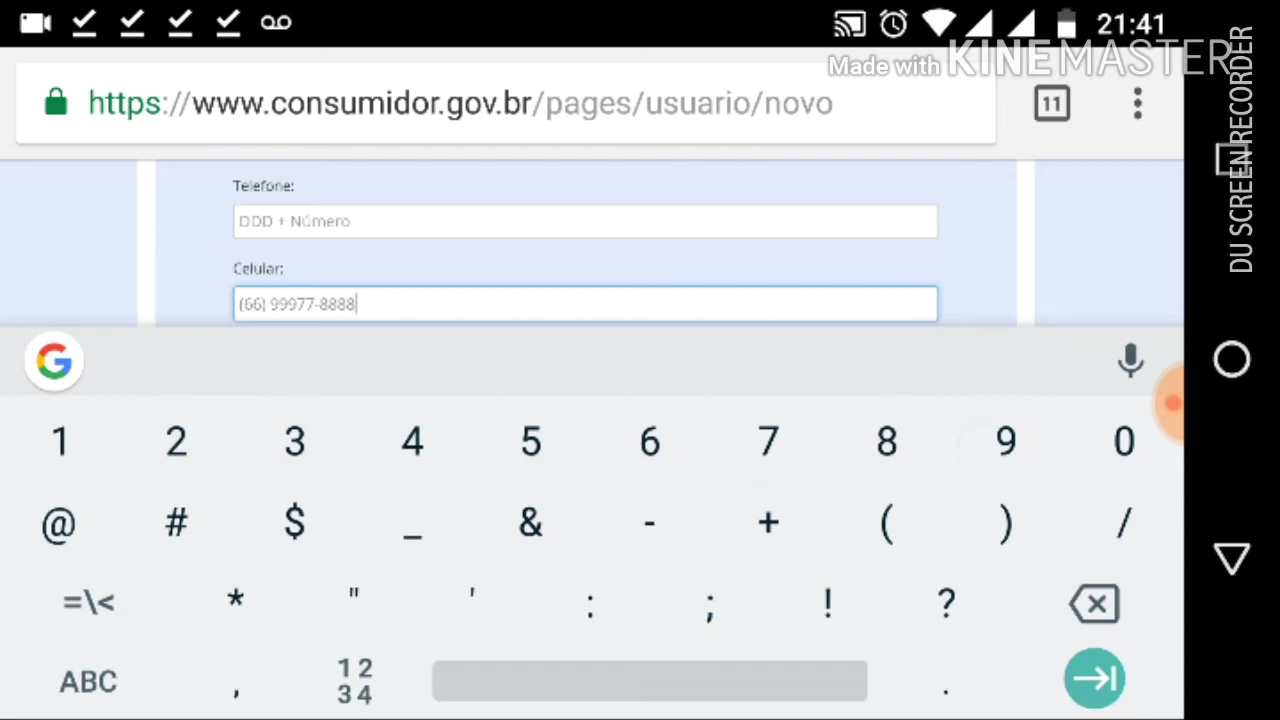 21:41
Made with KINEMASTER
DU SCREEN RECORDER
https://www.consumidor.gov.br/pages/usuario/novo
11
Telefone:
DDD + Número
Celular:
(66) 99977-8888
G
1 2 3 4 5 6 7 8 9 0
@ # $ _ & - + ( ) /
=\< * " ' : ; ! ?
ABC , 12 34 .